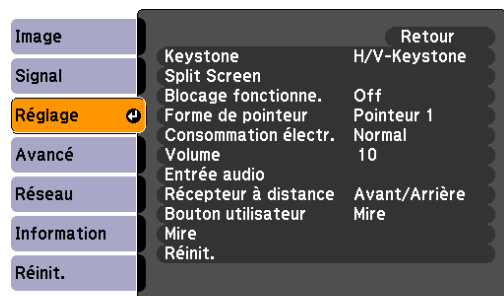 Image
Signal
Réglage
Avancé
Réseau
Information
Réinit.
Retour
Keystone H/V-Keystone
Split Screen
Blocage fonctionne. Off
Forme de pointeur Pointeur 1
Consommation électr. Normal
Volume 10
Entrée audio
Récepteur à distance Avant/Arrière
Bouton utilisateur Mire
Mire
Réinit.